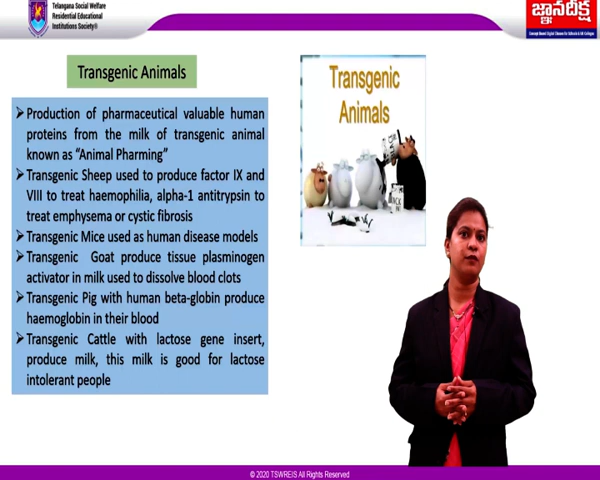 Telangana Social Welfare
Residential Educational
Institutions Society®
జ్ఞానదీక్ష
Transgenic Animals
➢Production of pharmaceutical valuable human
proteins from the milk of transgenic animal
known as “Animal Pharming”
➢Transgenic Sheep used to produce factor IX and
VIII to treat haemophilia, alpha-1 antitrypsin to
treat emphysema or cystic fibrosis
➢Transgenic Mice used as human disease models
➢Transgenic Goat produce tissue plasminogen
activator in milk used to dissolve blood clots
➢Transgenic Pig with human beta-globin produce
haemoglobin in their blood
➢Transgenic Cattle with lactose gene insert,
produce milk, this milk is good for lactose
intolerant people
Transgenic
Animals
© 2020 TSWREIS All Rights Reserved